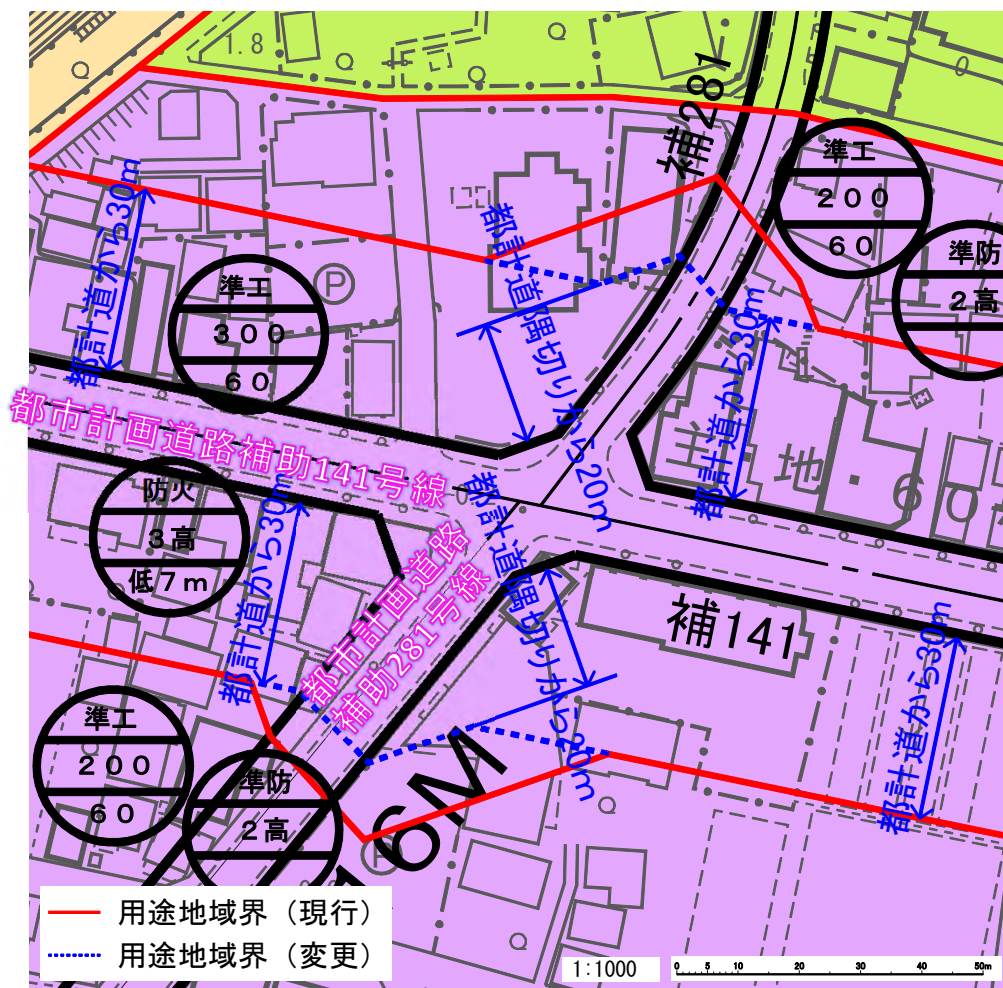 1.8
補281
準工
200
60
準防
2高
都計道から30m
都計道隅切りから20m
準工
300
60
都計道から30m
都市計画道路補助141号線
基地.60
防火
3高
低7m
都計道から30m
都計道隅切りから20m
都市計画道路
補助281号線
補141
都計道から30m
準工
200
60
準防
2高
16M
P
P
用途地域界（現行）
用途地域界（変更）
1:1000
0 5 10 20 30 40 50m